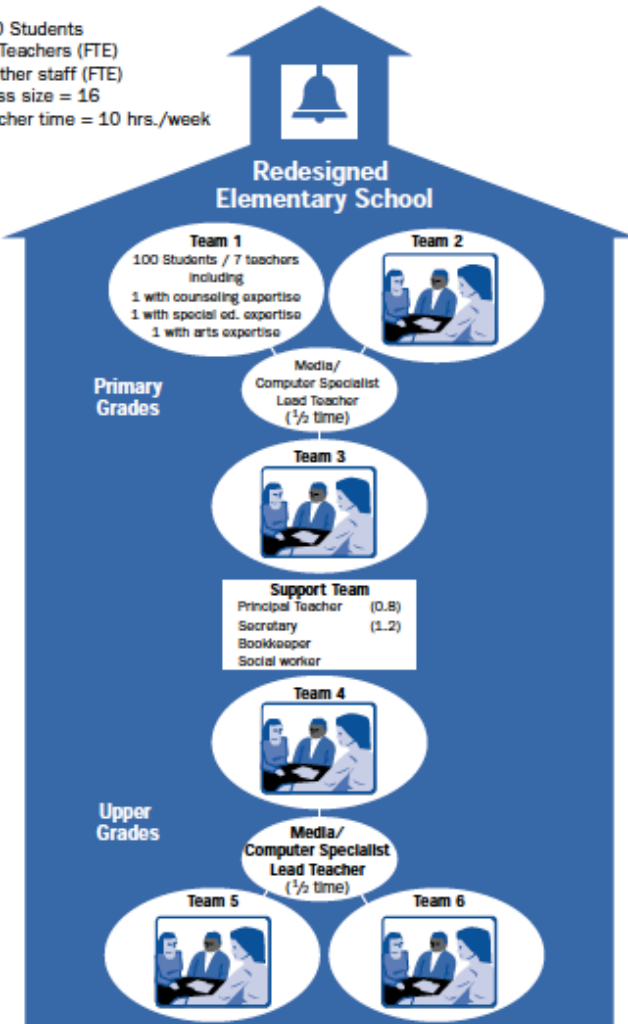 0 Students
Teachers (FTE)
ther staff (FTE)
ss size = 16
cher time = 10 hrs./week
Redesigned
Elementary School
Team 1
100 Students / 7 teachers
including
1 with counseling expertise
1 with special ed. expertise
1 with arts expertise
Team 2
Media/
Computer Specialist
Lead Teacher
(½ time)
Primary
Grades
Team 3
Support Team
Principal Teacher (0.8)
Secretary (1.2)
Bookkeeper
Social worker
Team 4
Upper
Grades
Media/
Computer Specialist
Lead Teacher
(½ time)
Team 5
Team 6